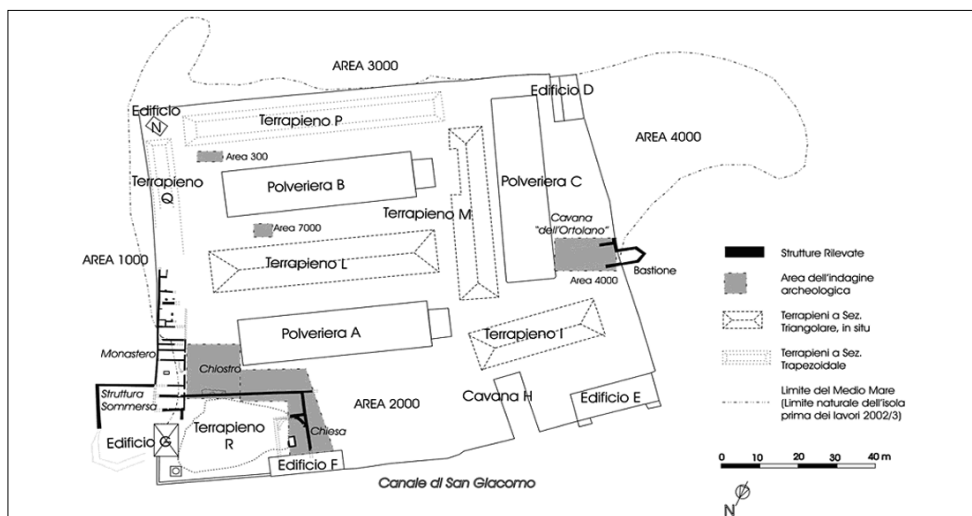 AREA 3000
Edificio
N
Terrapieno P
Edificio D
AREA 4000
Area 300
Terrapieno
Q
Polveriera B
Polveriera C
Terrapieno M
Area 7000
Cavana
"dell'Ortolano"
AREA 1000
Terrapieno L
Bastione
Area 4000
Polveriera A
Terrapieno I
Monastero
Chiostro
Struttura
Sommersa
AREA 2000
Cavana H
Edificio E
Edificio G
Terrapieno
R
Chiesa
Edificio F
Canale di San Giacomo
Strutture Rilevate
Area dell'indagine
archeologica
Terrapieni a Sez.
Triangolare, in situ
Terrapieni a Sez.
Trapezoidale
Limite del Medio Mare
(Limite naturale dell'isola
prima dei lavori 2002/3)
0 10 20 30 40 m
N